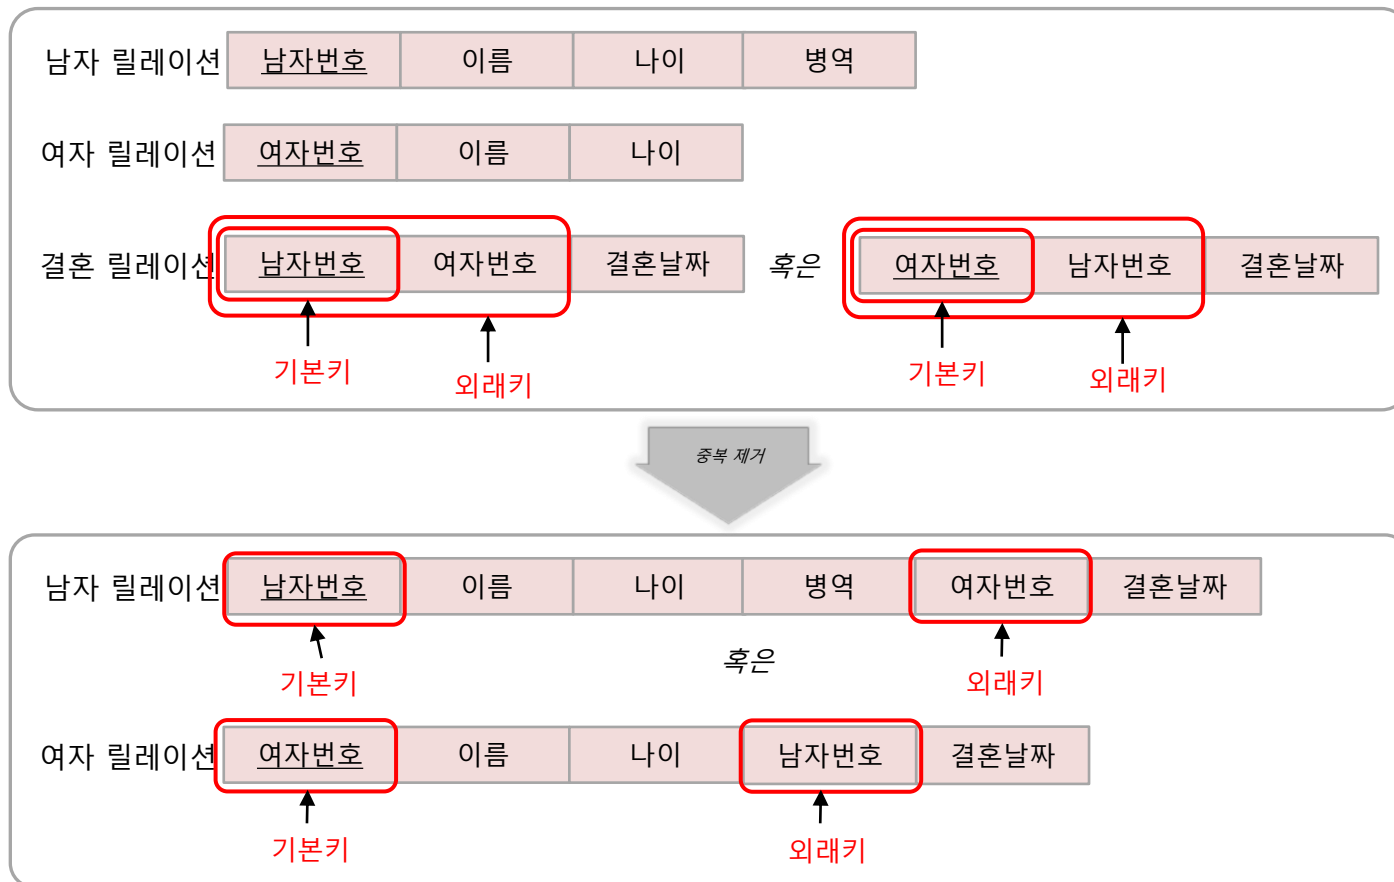 남자 릴레이션 남자번호 이름 나이 병역
여자 릴레이션 여자번호 이름 나이
결혼 릴레이션 남자번호 여자번호 결혼날짜 혹은 여자번호 남자번호 결혼날짜
기본키 외래키 기본키 외래키
중복 제거
남자 릴레이션 남자번호 이름 나이 병역 여자번호 결혼날짜
기본키 혹은 외래키
여자 릴레이션 여자번호 이름 나이 남자번호 결혼날짜
기본키 외래키